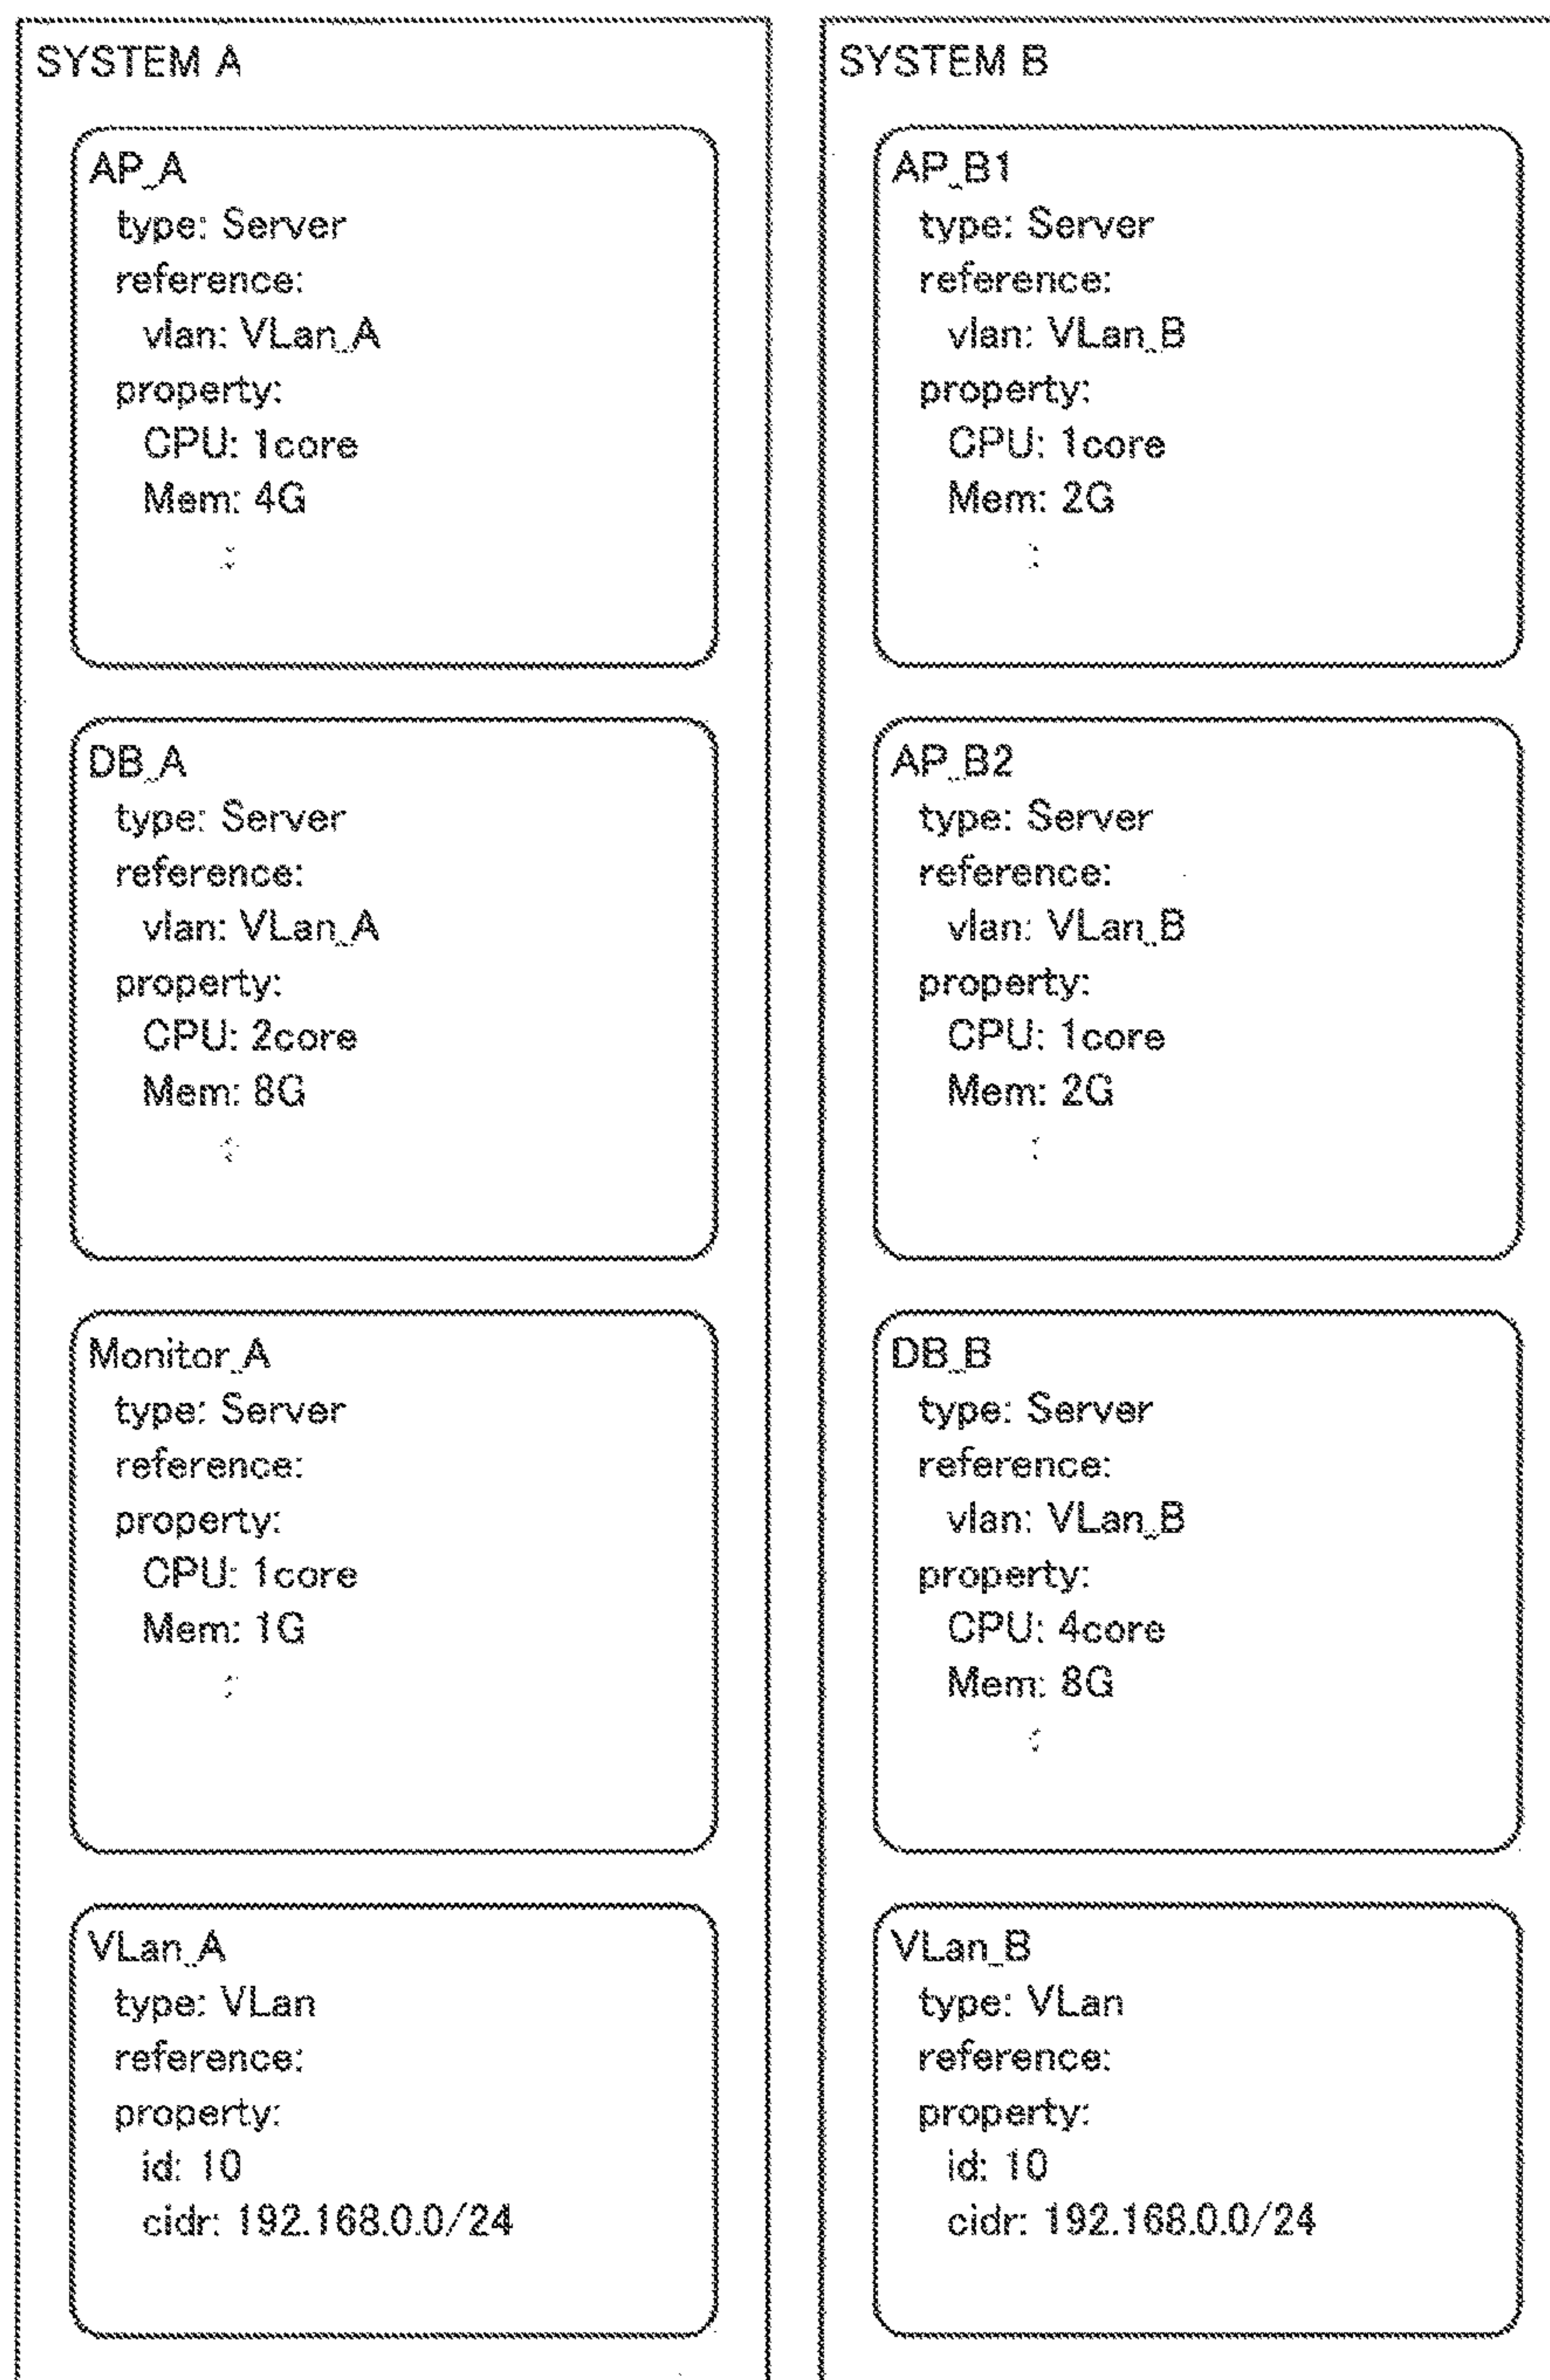 SYSTEM A
AP_A
type: Server
reference:
vlan: VLan_A
property:
CPU: 1core
Mem: 4G
:
DB_A
type: Server
reference:
vlan: VLan_A
property:
CPU: 2core
Mem: 8G
:
Monitor_A
type: Server
reference:
property:
CPU: 1core
Mem: 1G
:
VLan_A
type: VLan
reference:
property:
id: 10
cidr: 192.168.0.0/24
SYSTEM B
AP_B1
type: Server
reference:
vlan: VLan_B
property:
CPU: 1core
Mem: 2G
:
AP_B2
type: Server
reference:
vlan: VLan_B
property:
CPU: 1core
Mem: 2G
:
DB_B
type: Server
reference:
vlan: VLan_B
property:
CPU: 4core
Mem: 8G
:
VLan_B
type: VLan
reference:
property:
id: 10
cidr: 192.168.0.0/24